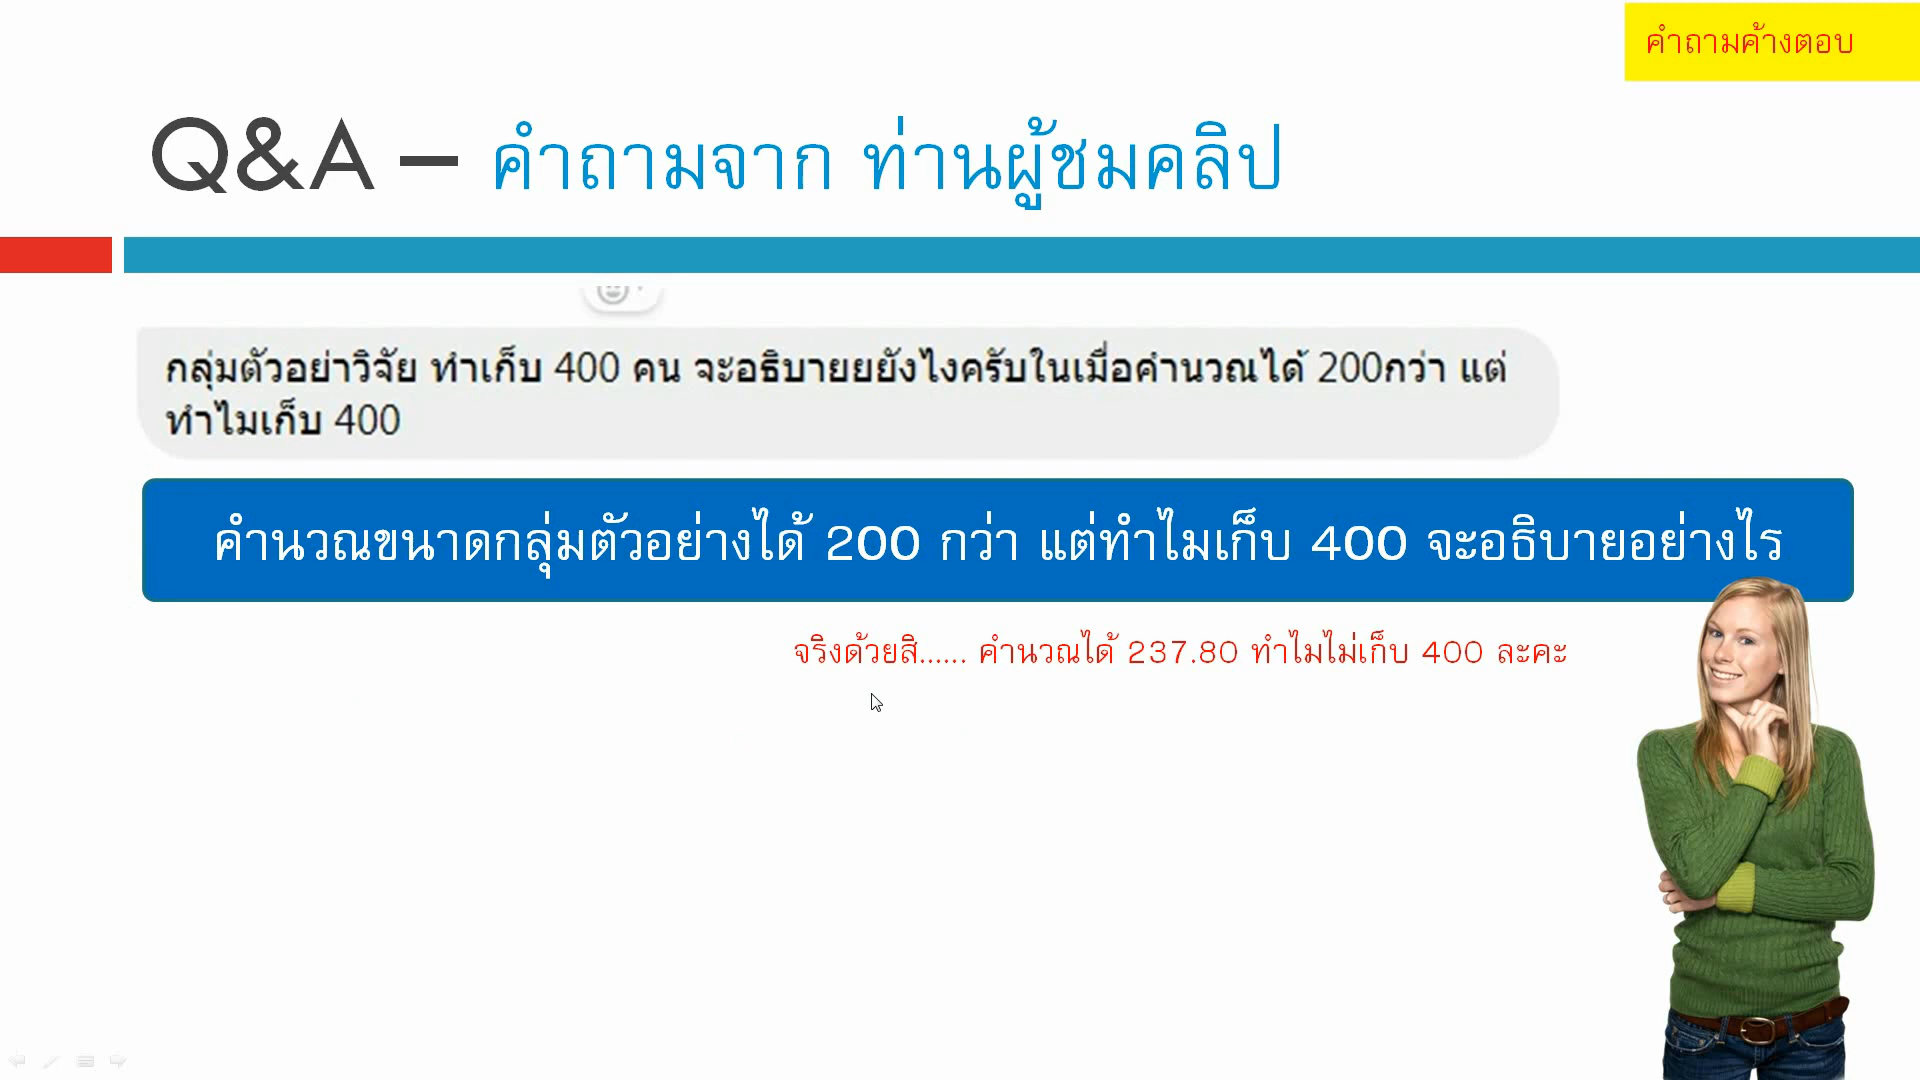 คำถามค้างตอบ
Q&A – คำถามจาก ท่านผู้ชมคลิป
กลุ่มตัวอย่าวิจัย ทำเก็บ 400 คน จะอธิบายยยังไงครับในเมื่อคำนวณได้ 200กว่า แต่
ทำไมเก็บ 400
คำนวณขนาดกลุ่มตัวอย่างได้ 200 กว่า แต่ทำไมเก็บ 400 จะอธิบายอย่างไร
จริงด้วยสิ...... คำนวณได้ 237.80 ทำไมไม่เก็บ 400 ละคะ